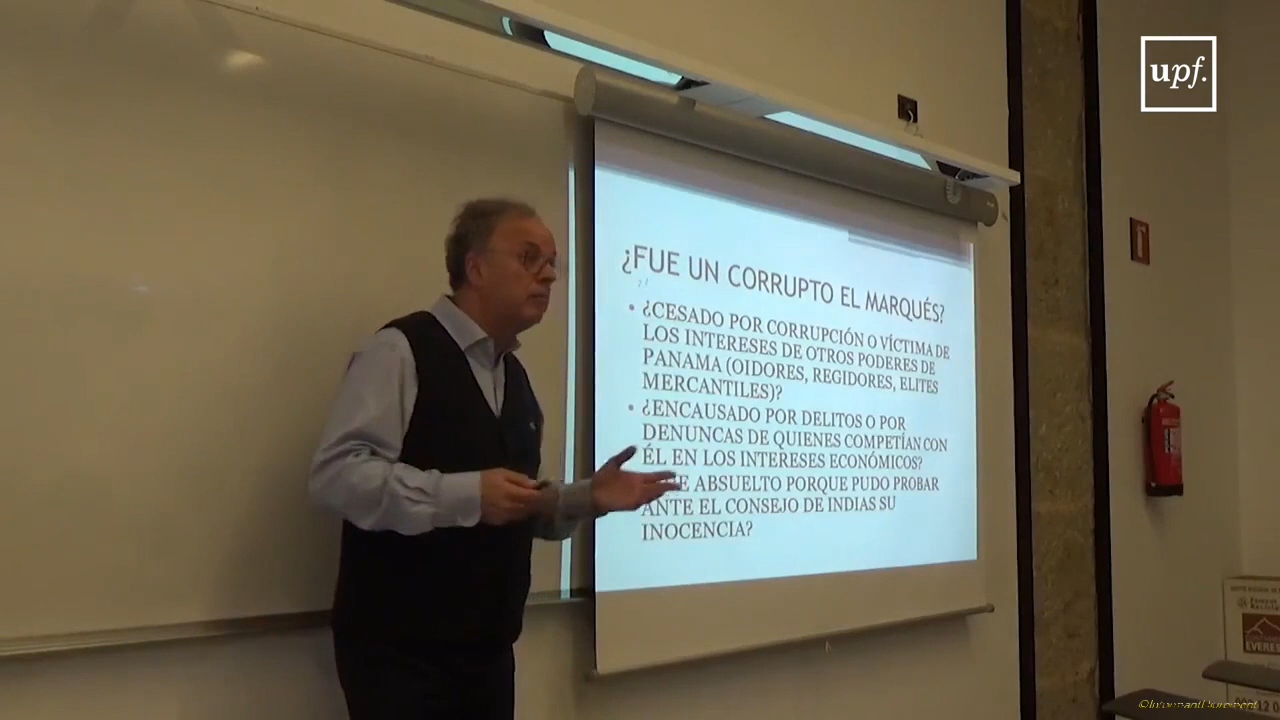 upf.
¿FUE UN CORRUPTO EL MARQUÉS?
• ¿CESADO POR CORRUPCIÓN O VÍCTIMA DE
LOS INTERESES DE OTROS PODERES DE
PANAMA (OIDORES, REGIDORES, ELITES
MERCANTILES)?
• ¿ENCAUSADO POR DELITOS O POR
DENUNCAS DE QUIENES COMPETÍAN CON
ÉL EN LOS INTERESES ECONÓMICOS?
ABSUELTO PORQUE PUDO PROBAR
ANTE EL CONSEJO DE INDIAS SU
INOCENCIA?